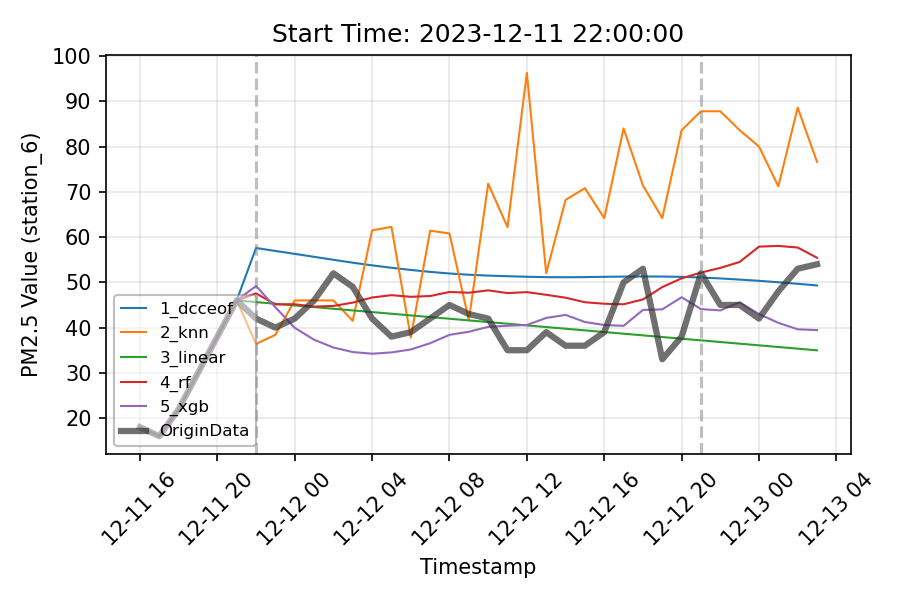 Start Time: 2023-12-11 22:00:00
PM2.5 Value (station_6)
100
90
80
70
60
50
40
30
20
1_dcceof
2_knn
3_linear
4_rf
5_xgb
OriginData
12-11 16
12-11 20
12-12 00
12-12 04
12-12 08
12-12 12
12-12 16
12-12 20
12-13 00
12-13 04
Timestamp